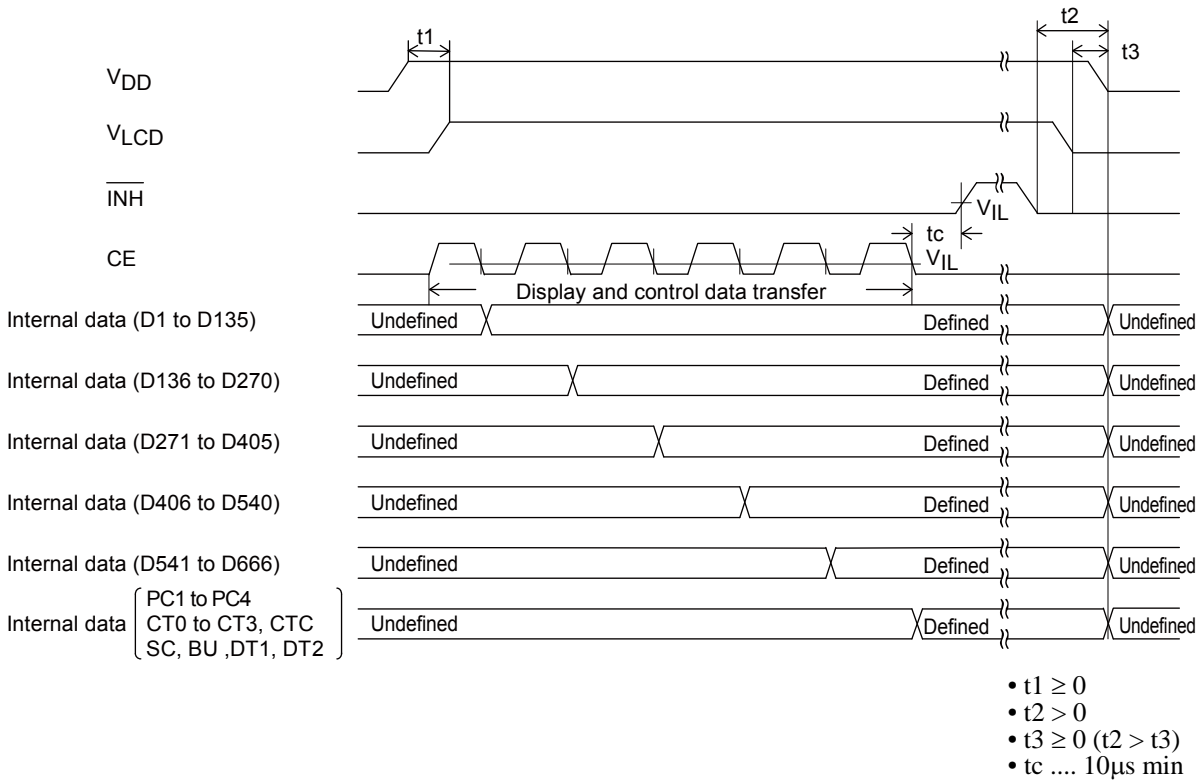 t2
t1
t3
VDD
VLCD
INH
VIL
tc
CE
VIL
Display and control data transfer
Internal data (D1 to D135)
Undefined
Defined
Undefined
Internal data (D136 to D270)
Undefined
Defined
Undefined
Internal data (D271 to D405)
Undefined
Defined
Undefined
Internal data (D406 to D540)
Undefined
Defined
Undefined
Internal data (D541 to D666)
Undefined
Defined
Undefined
Internal data
PC1 to PC4
CT0 to CT3, CTC
SC, BU ,DT1, DT2
Undefined
Defined
Undefined
• t1 ≥ 0
• t2 > 0
• t3 ≥ 0 (t2 > t3)
• tc .... 10μs min